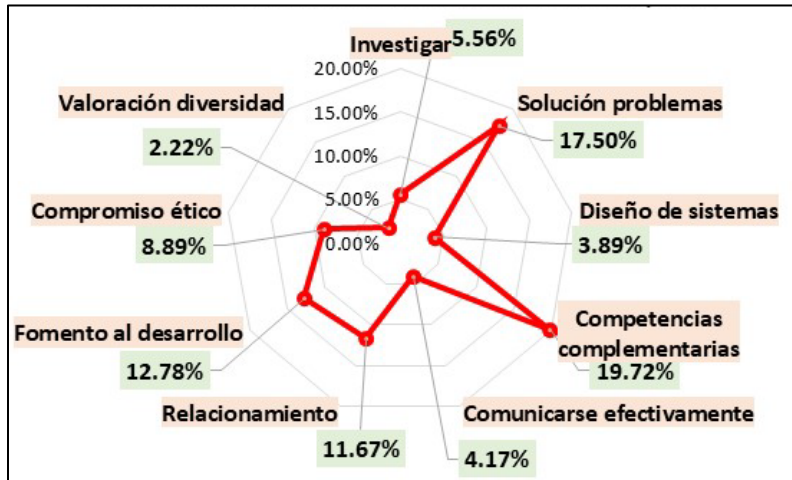 Investigar
5.56%
20.00%
15.00%
10.00%
5.00%
0.00%
Solución problemas
17.50%
Diseño de sistemas
3.89%
Competencias
complementarias
19.72%
Comunicarse efectivamente
4.17%
Relacionamiento
11.67%
Fomento al desarrollo
12.78%
Compromiso ético
8.89%
Valoración diversidad
2.22%